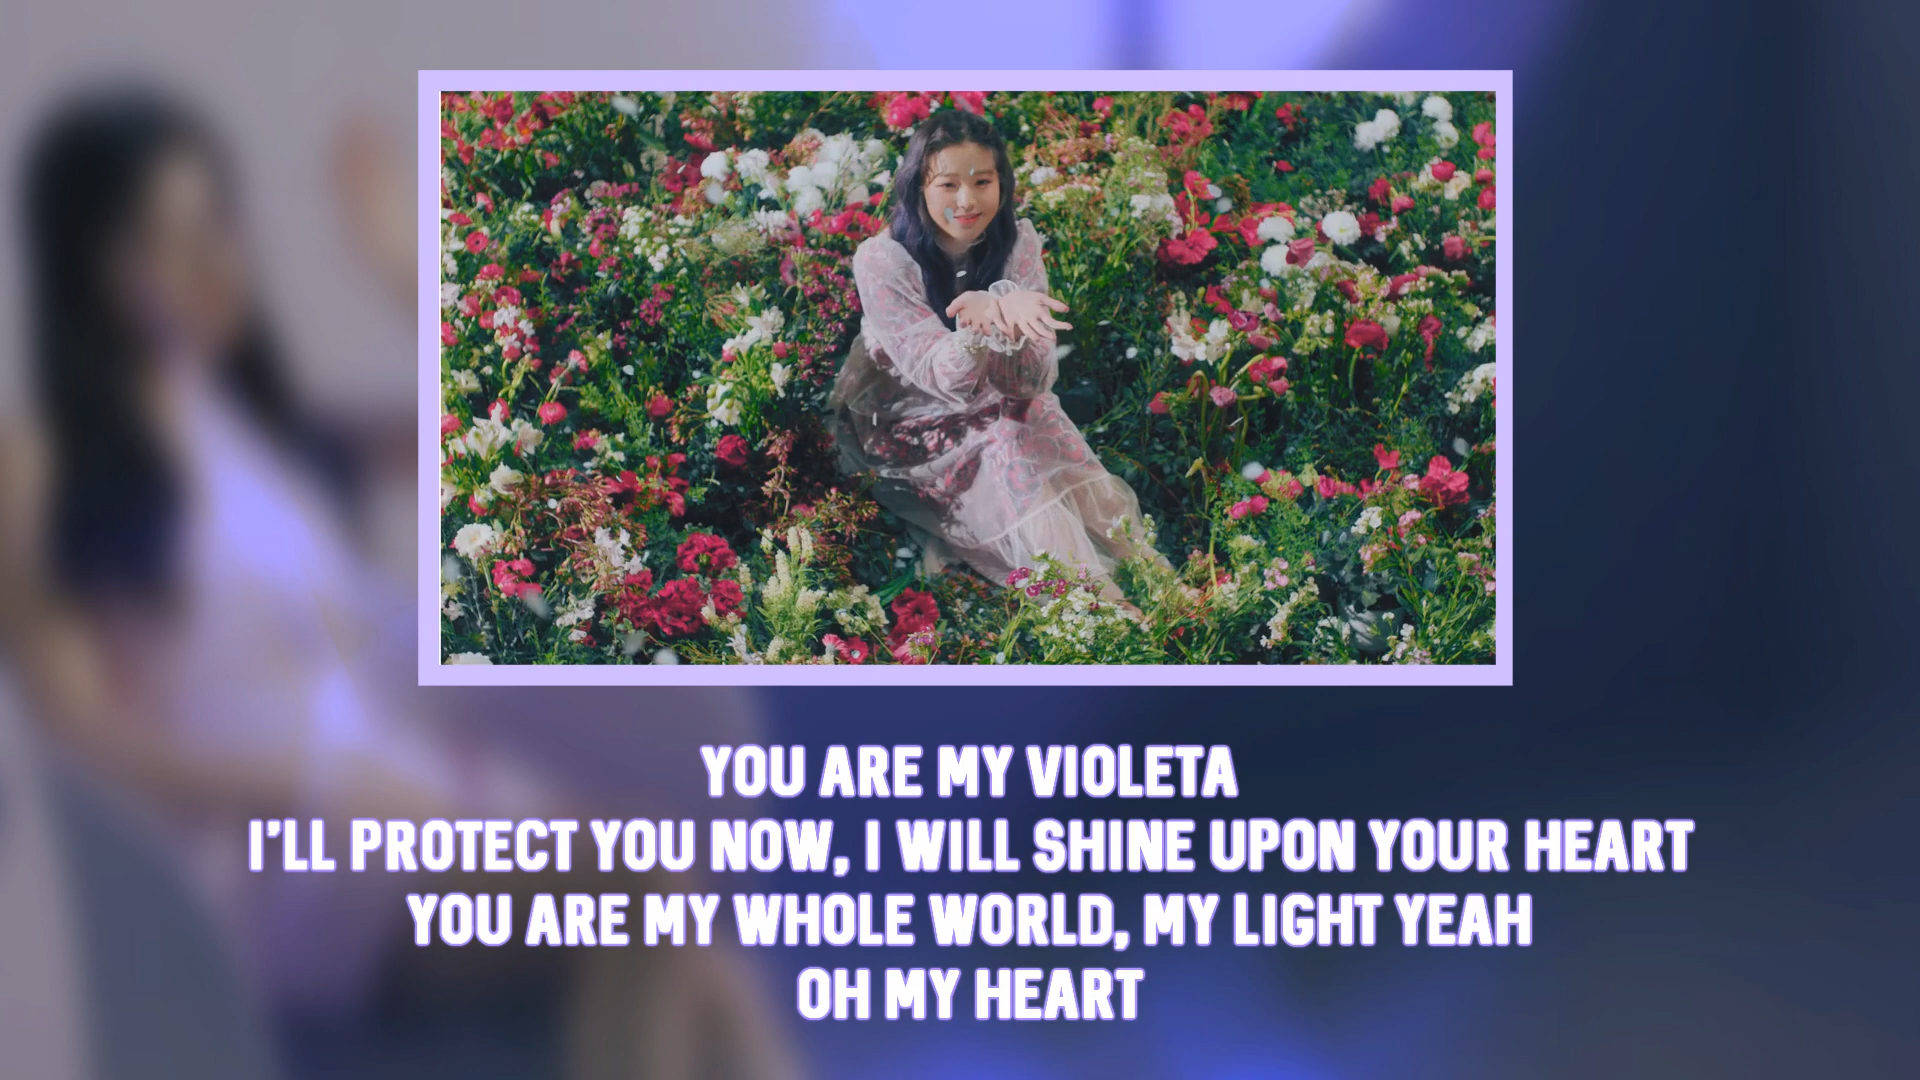 YOU ARE MY VIOLETA
I'LL PROTECT YOU NOW, I WILL SHINE UPON YOUR HEART
YOU ARE MY WHOLE WORLD, MY LIGHT YEAH
OH MY HEART